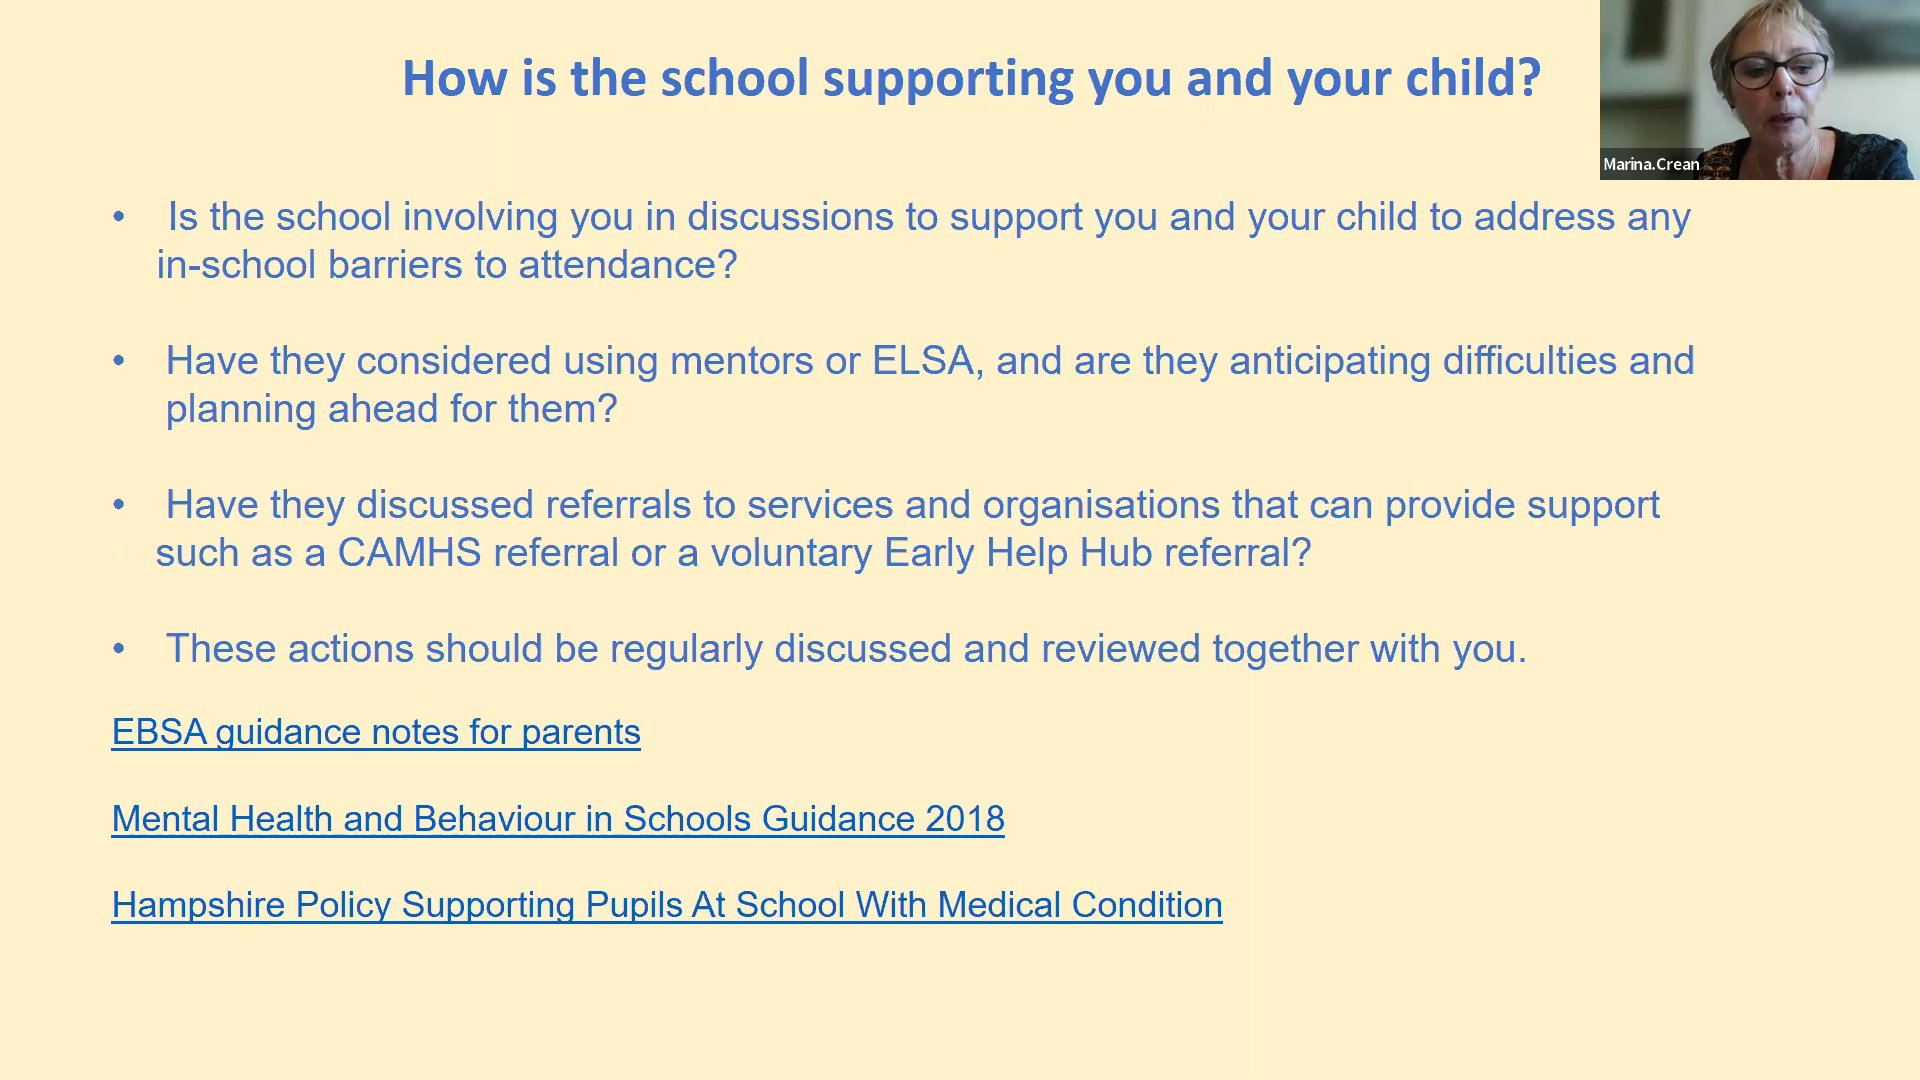 How is the school supporting you and your child?
Marina.Crean
• Is the school involving you in discussions to support you and your child to address any
in-school barriers to attendance?
• Have they considered using mentors or ELSA, and are they anticipating difficulties and
planning ahead for them?
• Have they discussed referrals to services and organisations that can provide support
such as a CAMHS referral or a voluntary Early Help Hub referral?
• These actions should be regularly discussed and reviewed together with you.
EBSA guidance notes for parents
Mental Health and Behaviour in Schools Guidance 2018
Hampshire Policy Supporting Pupils At School With Medical Condition